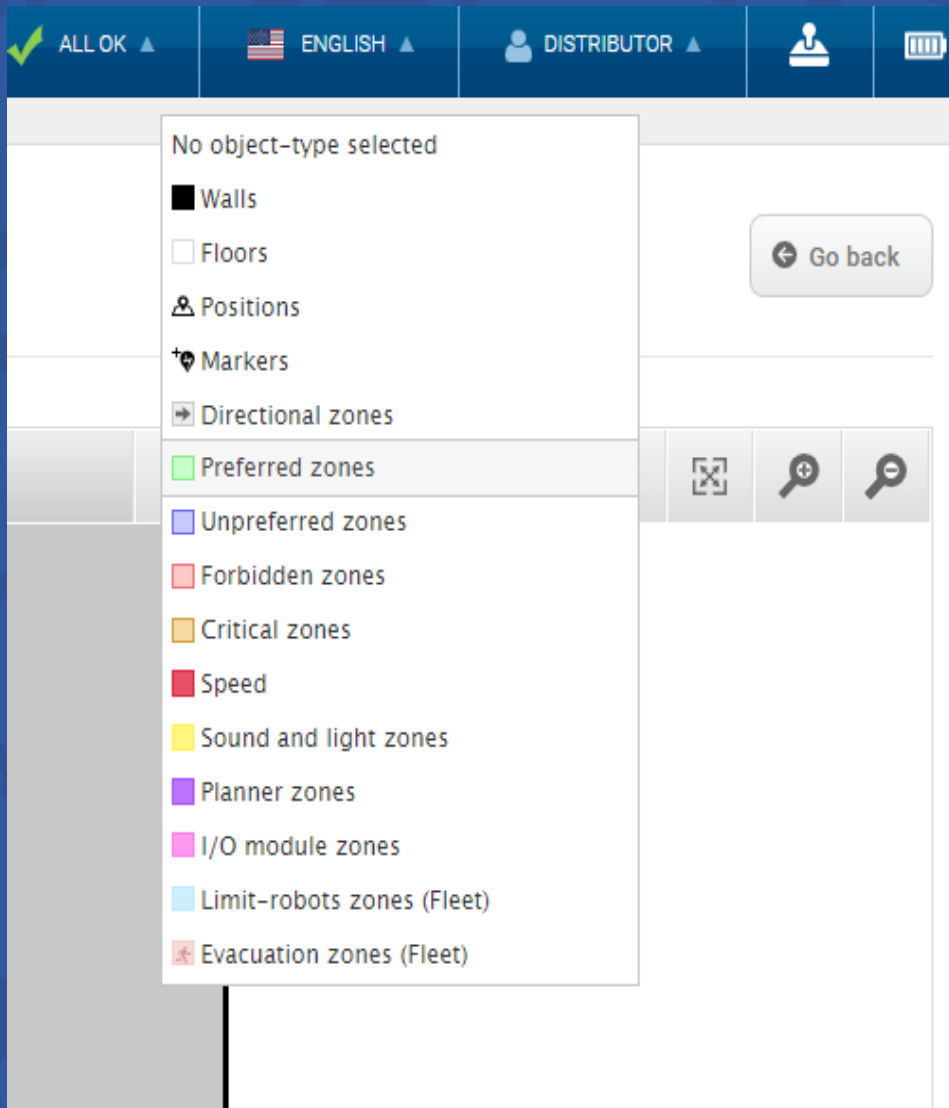 ALL OK
ENGLISH
DISTRIBUTOR
No object-type selected
Walls
Floors
Go back
Positions
Markers
Directional zones
Preferred zones
Unpreferred zones
Forbidden zones
Critical zones
Speed
Sound and light zones
Planner zones
I/O module zones
Limit-robots zones (Fleet)
Evacuation zones (Fleet)